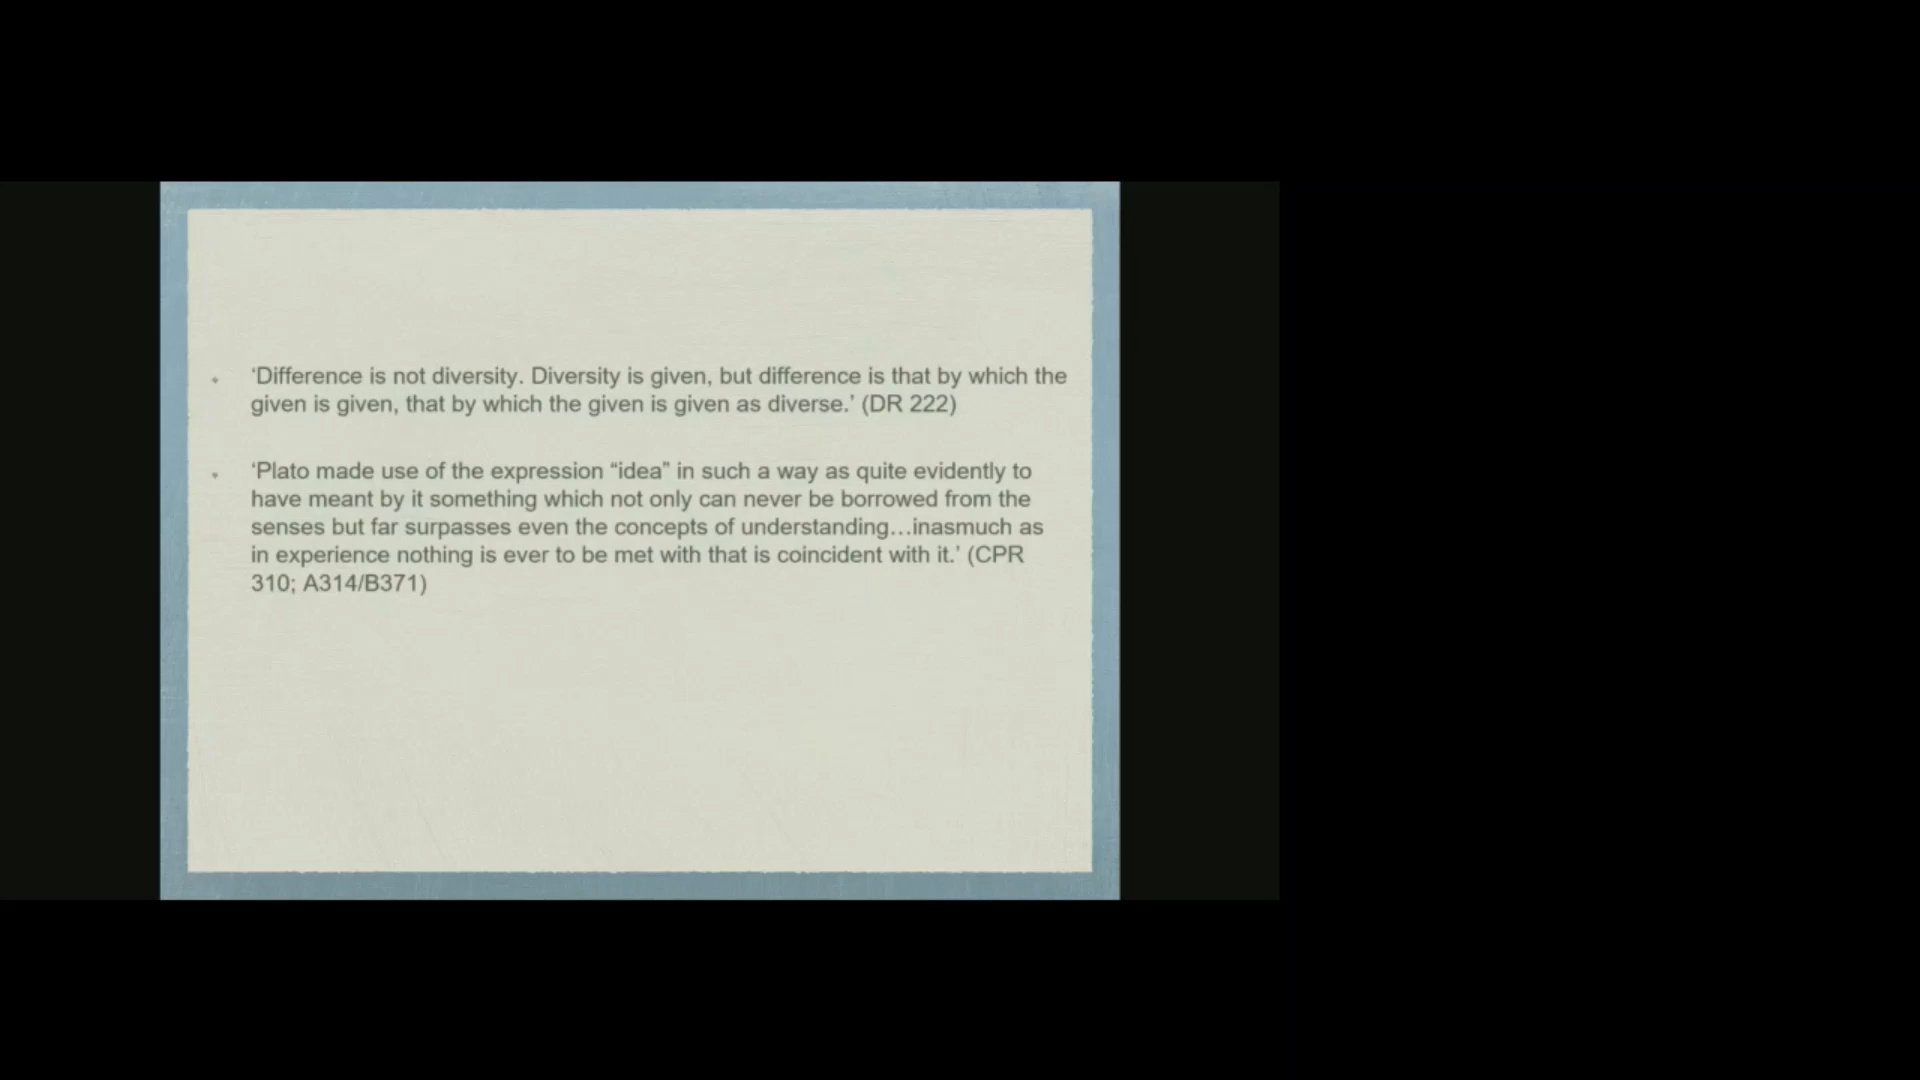 ‘Difference is not diversity. Diversity is given, but difference is that by which the
given is given, that by which the given is given as diverse.’ (DR 222)
‘Plato made use of the expression “idea” in such a way as quite evidently to
have meant by it something which not only can never be borrowed from the
senses but far surpasses even the concepts of understanding…inasmuch as
in experience nothing is ever to be met with that is coincident with it.’ (CPR
310; A314/B371)